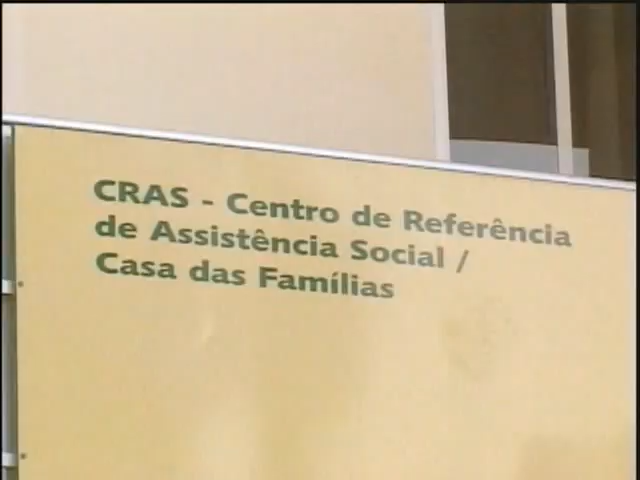 CRAS - Centro de Referência
de Assistência Social /
Casa das Famílias